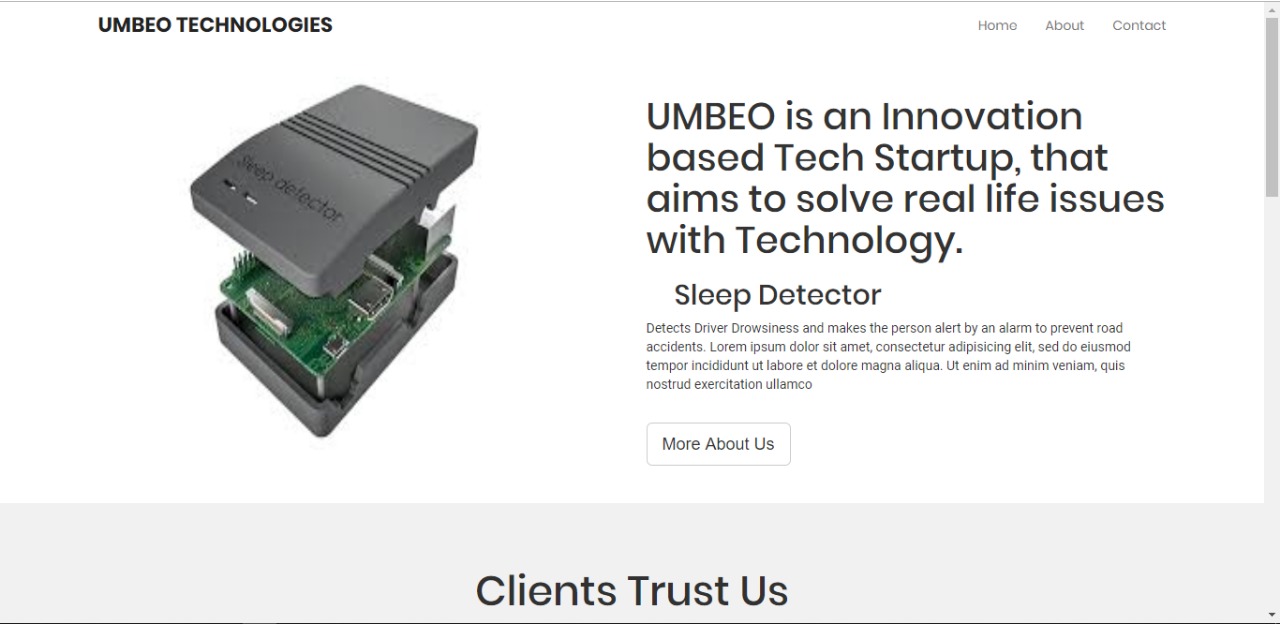 UMBEO TECHNOLOGIES
Home About Contact
Sleep detector
UMBEO is an Innovation
based Tech Startup, that
aims to solve real life issues
with Technology.
Sleep Detector
Detects Driver Drowsiness and makes the person alert by an alarm to prevent road
accidents. Lorem ipsum dolor sit amet, consectetur adipisicing elit, sed do eiusmod
tempor incididunt ut labore et dolore magna aliqua. Ut enim ad minim veniam, quis
nostrud exercitation ullamco
More About Us
Clients Trust Us